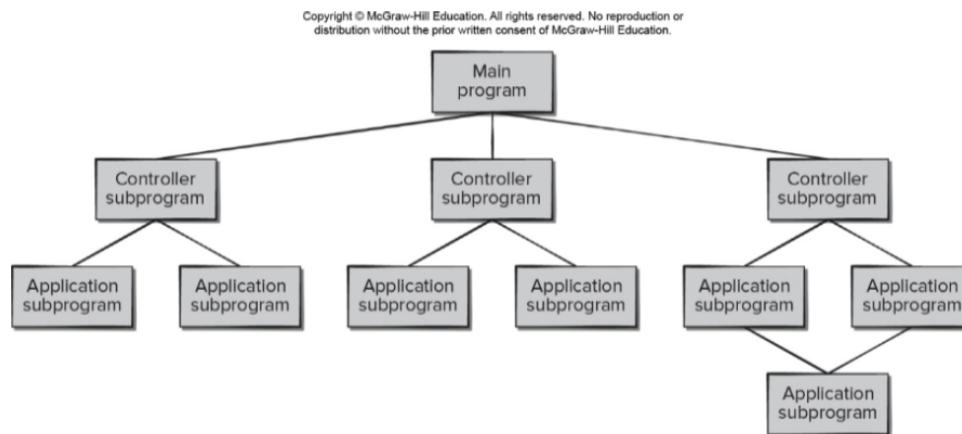 Copyright © McGraw-Hill Education. All rights reserved. No reproduction or
distribution without the prior written consent of McGraw-Hill Education.
Main
program
Controller
subprogram
Controller
subprogram
Controller
subprogram
Application
subprogram
Application
subprogram
Application
subprogram
Application
subprogram
Application
subprogram
Application
subprogram
Application
subprogram